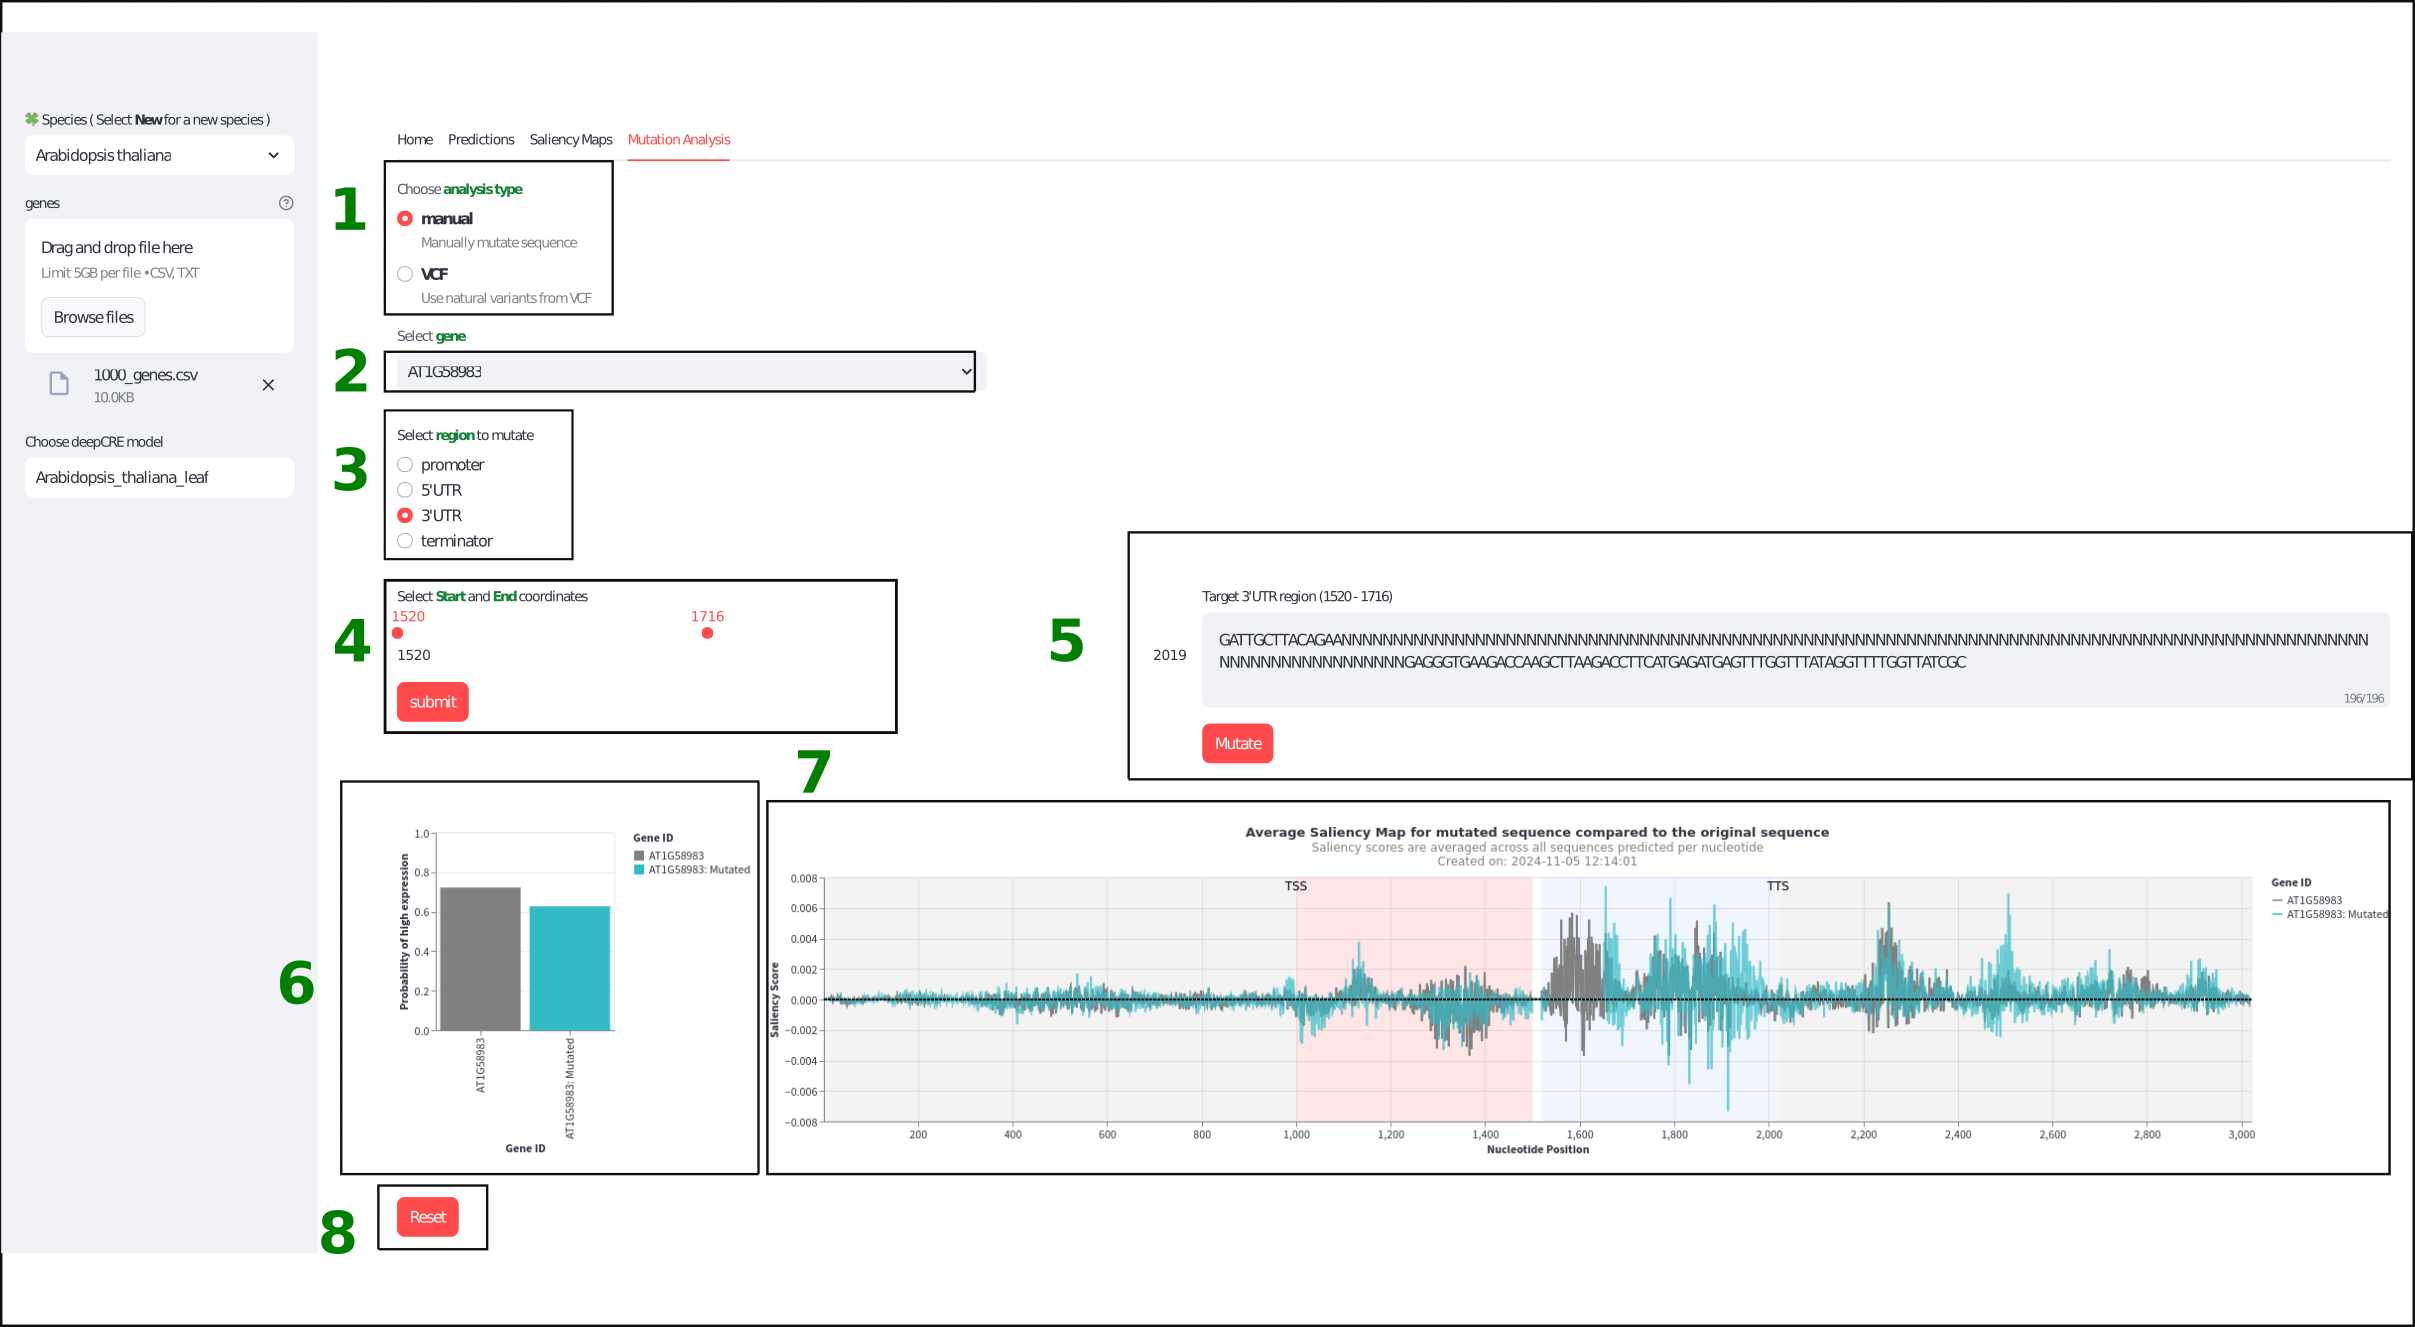 Species ( Select New for a new species )
Arabidopsis thaliana
genes
Drag and drop file here
Limit 5GB per file • CSV, TXT
Browse files
1000_genes.csv
10.0KB
Choose deepCRE model
Arabidopsis_thaliana_leaf
Home Predictions Saliency Maps Mutation Analysis
1
Choose analysis type
manual
Manually mutate sequence
VCF
Use natural variants from VCF
2
Select gene
AT1G58983
3
Select region to mutate
promoter
5'UTR
3'UTR
terminator
4
Select Start and End coordinates
1520 1716
1520
2019
submit
5
Target 3'UTR region (1520 - 1716)
196/196
Mutate
6
1.0
0.8
0.6
0.4
0.2
0.0
Probability of high expression
AT1G58983
AT1G58983: Mutated
Gene ID
Gene ID
AT1G58983
AT1G58983: Mutated
7
Average Saliency Map for mutated sequence compared to the original sequence
Saliency scores are averaged across all sequences predicted per nucleotide
Created on: 2024-11-05 12:14:01
TSS TTS
0.008
0.006
0.004
0.002
0.000
−0.002
−0.004
−0.006
−0.008
Saliency Score
200 400 600 800 1,000 1,200 1,400 1,600 1,800 2,000 2,200 2,400 2,600 2,800 3,000
Nucleotide Position
Gene ID
AT1G58983
AT1G58983: Mutated
8
Reset